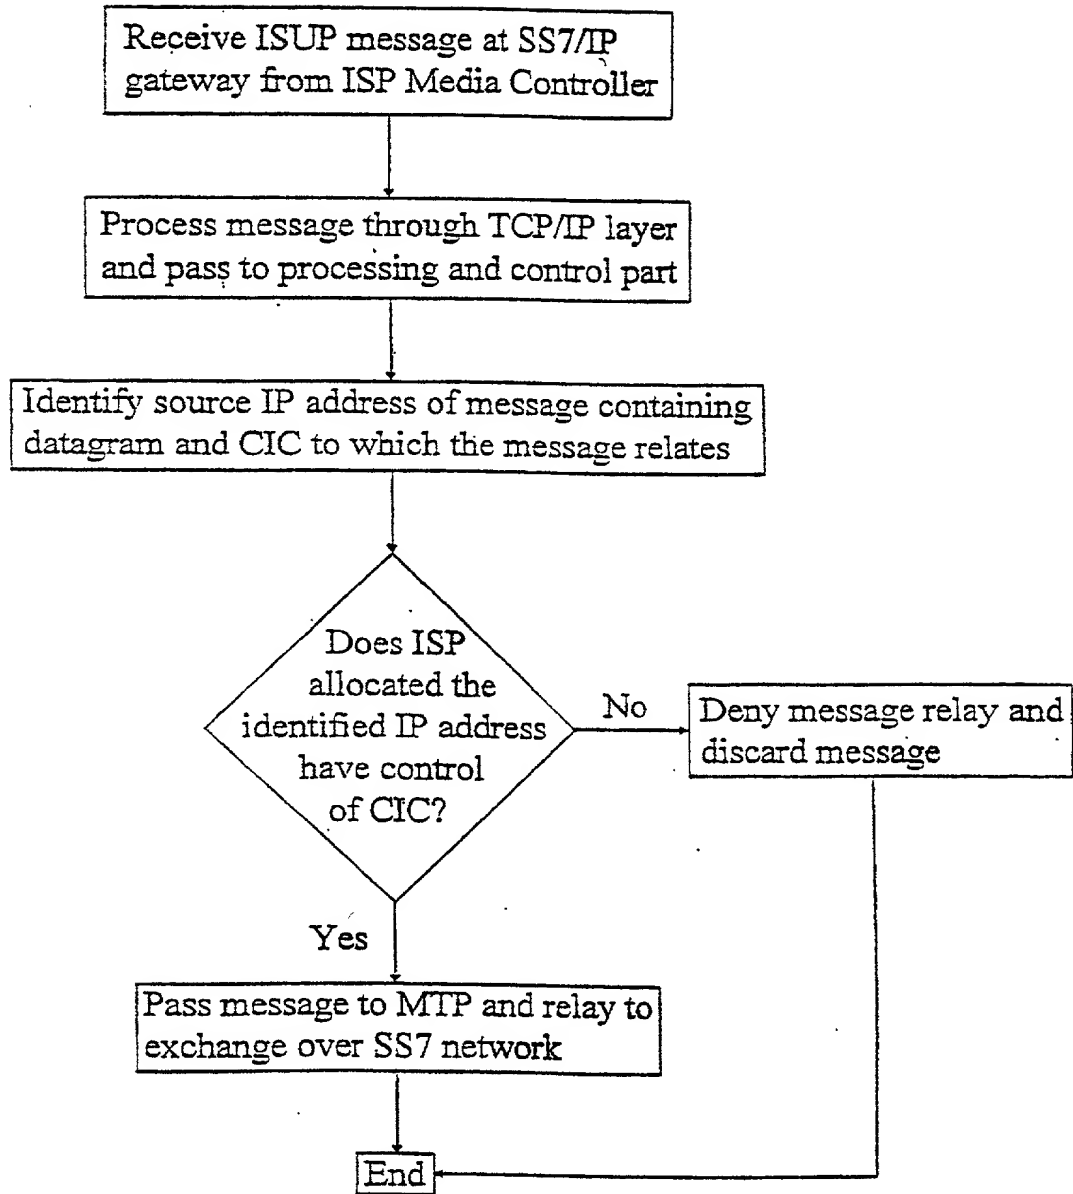 Receive ISUP message at SS7/IP
gateway from ISP Media Controller
Process message through TCP/IP layer
and pass to processing and control part
Identify source IP address of message containing
datagram and CIC to which the message relates
Does ISP
allocated the
identified IP address
have control
of CIC?
No
Deny message relay and
discard message
Yes
Pass message to MTP and relay to
exchange over SS7 network
End